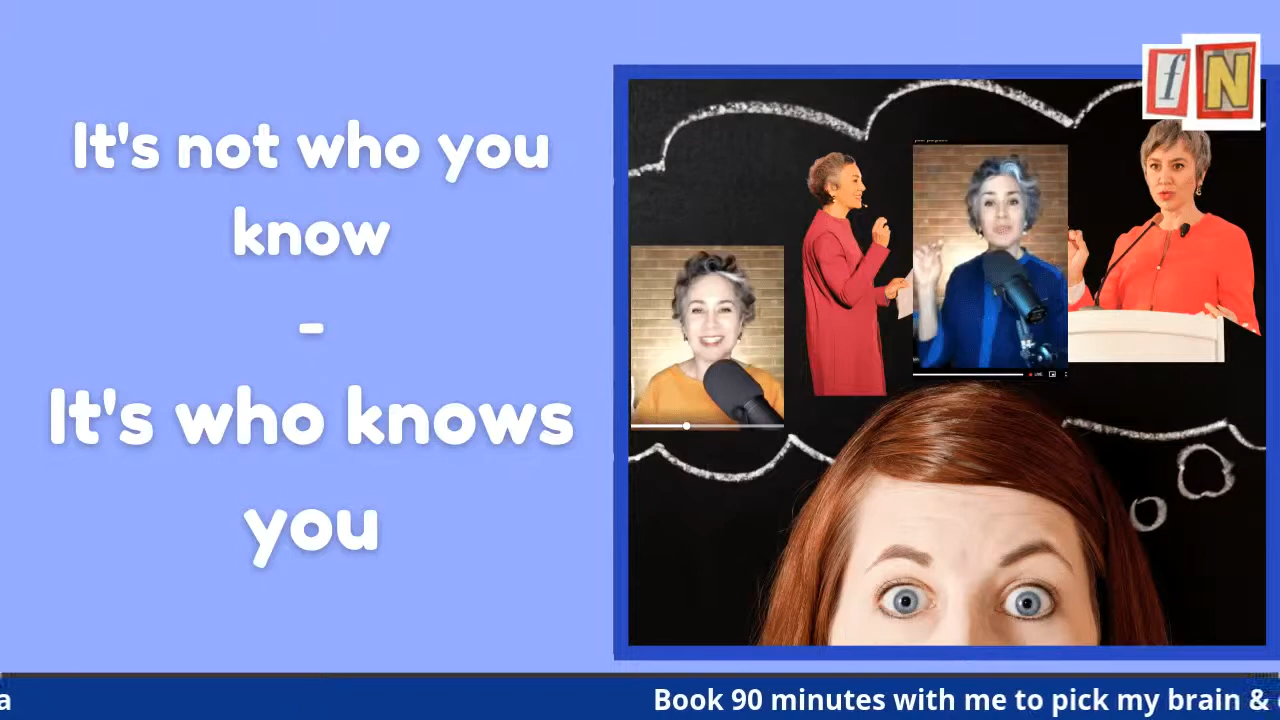 It's not who you
know
-
It's who knows
you
fN
LIVE
a
Book 90 minutes with me to pick my brain &